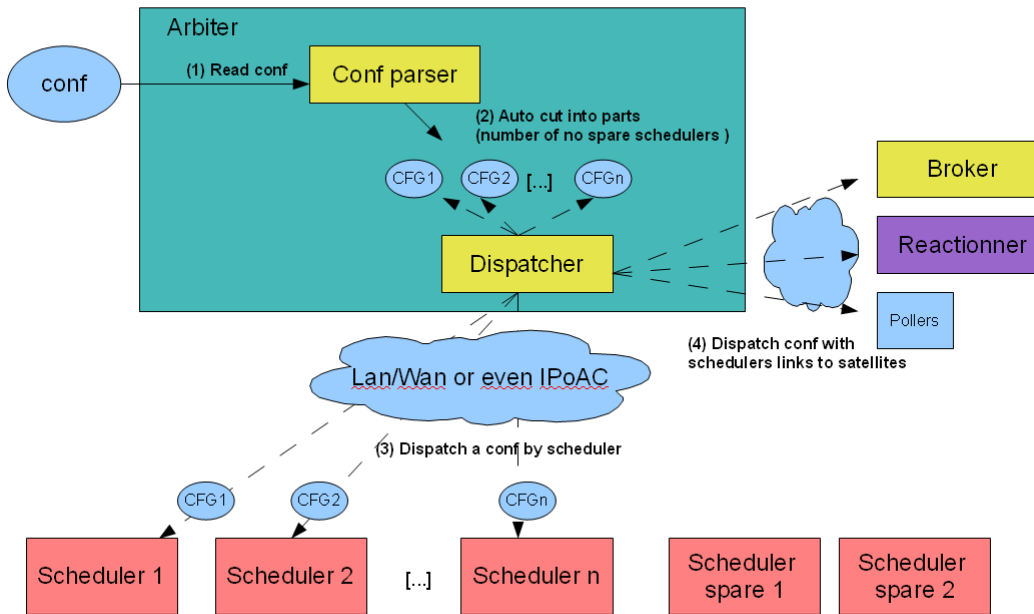 Arbiter
conf
(1) Read conf
Conf parser
(2) Auto cut into parts
(number of no spare schedulers )
CFG1
CFG2
[...]
CFGn
Broker
Reactionner
Dispatcher
Pollers
(4) Dispatch conf with
schedulers links to satellites
Lan/Wan or even IPoAC
(3) Dispatch a conf by scheduler
CFG1
CFG2
CFGn
Scheduler 1
Scheduler 2
[...]
Scheduler n
Scheduler
spare 1
Scheduler
spare 2